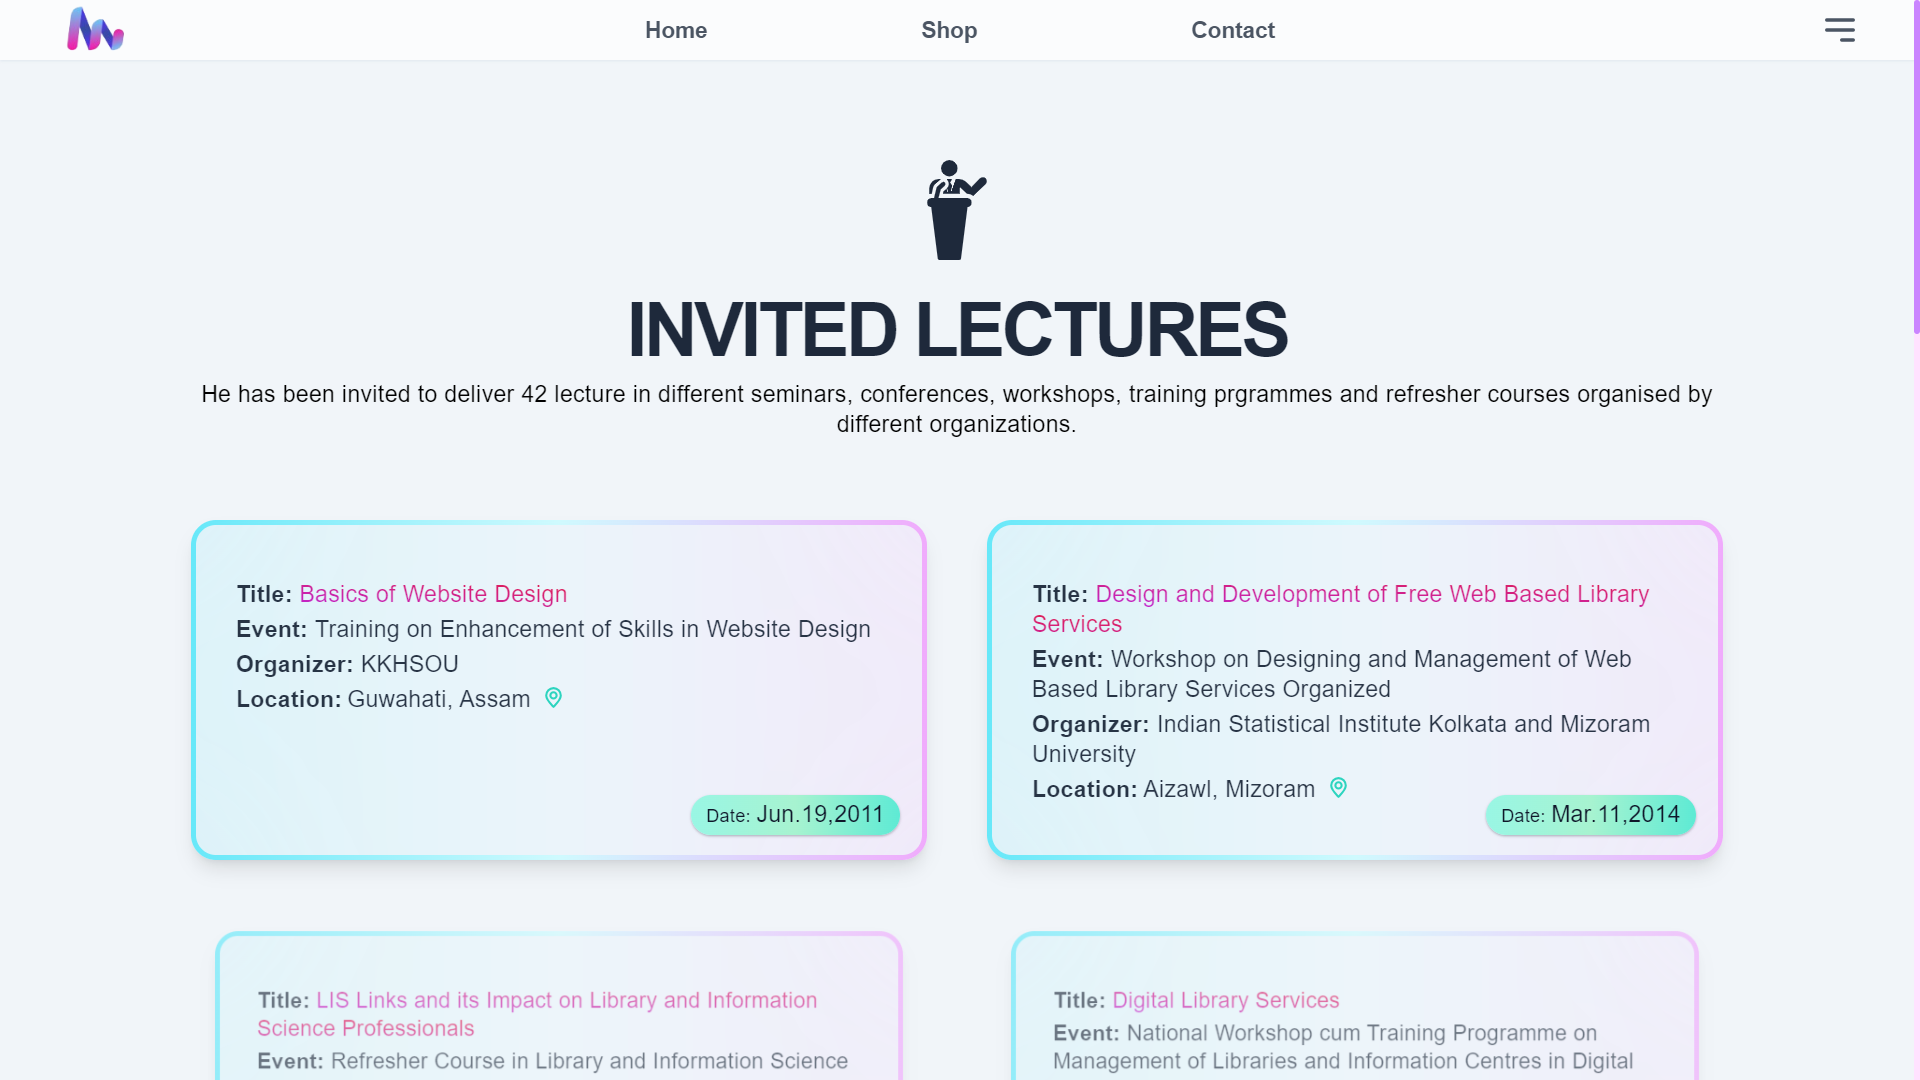 Home Shop Contact
INVITED LECTURES
He has been invited to deliver 42 lecture in different seminars, conferences, workshops, training prgrammes and refresher courses organised by
different organizations.
Title: Basics of Website Design
Event: Training on Enhancement of Skills in Website Design
Organizer: KKHSOU
Location: Guwahati, Assam
Date: Jun.19,2011
Title: Design and Development of Free Web Based Library
Services
Event: Workshop on Designing and Management of Web
Based Library Services Organized
Organizer: Indian Statistical Institute Kolkata and Mizoram
University
Location: Aizawl, Mizoram
Date: Mar.11,2014
Title: LIS Links and its Impact on Library and Information
Science Professionals
Event: Refresher Course in Library and Information Science
Title: Digital Library Services
Event: National Workshop cum Training Programme on
Management of Libraries and Information Centres in Digital